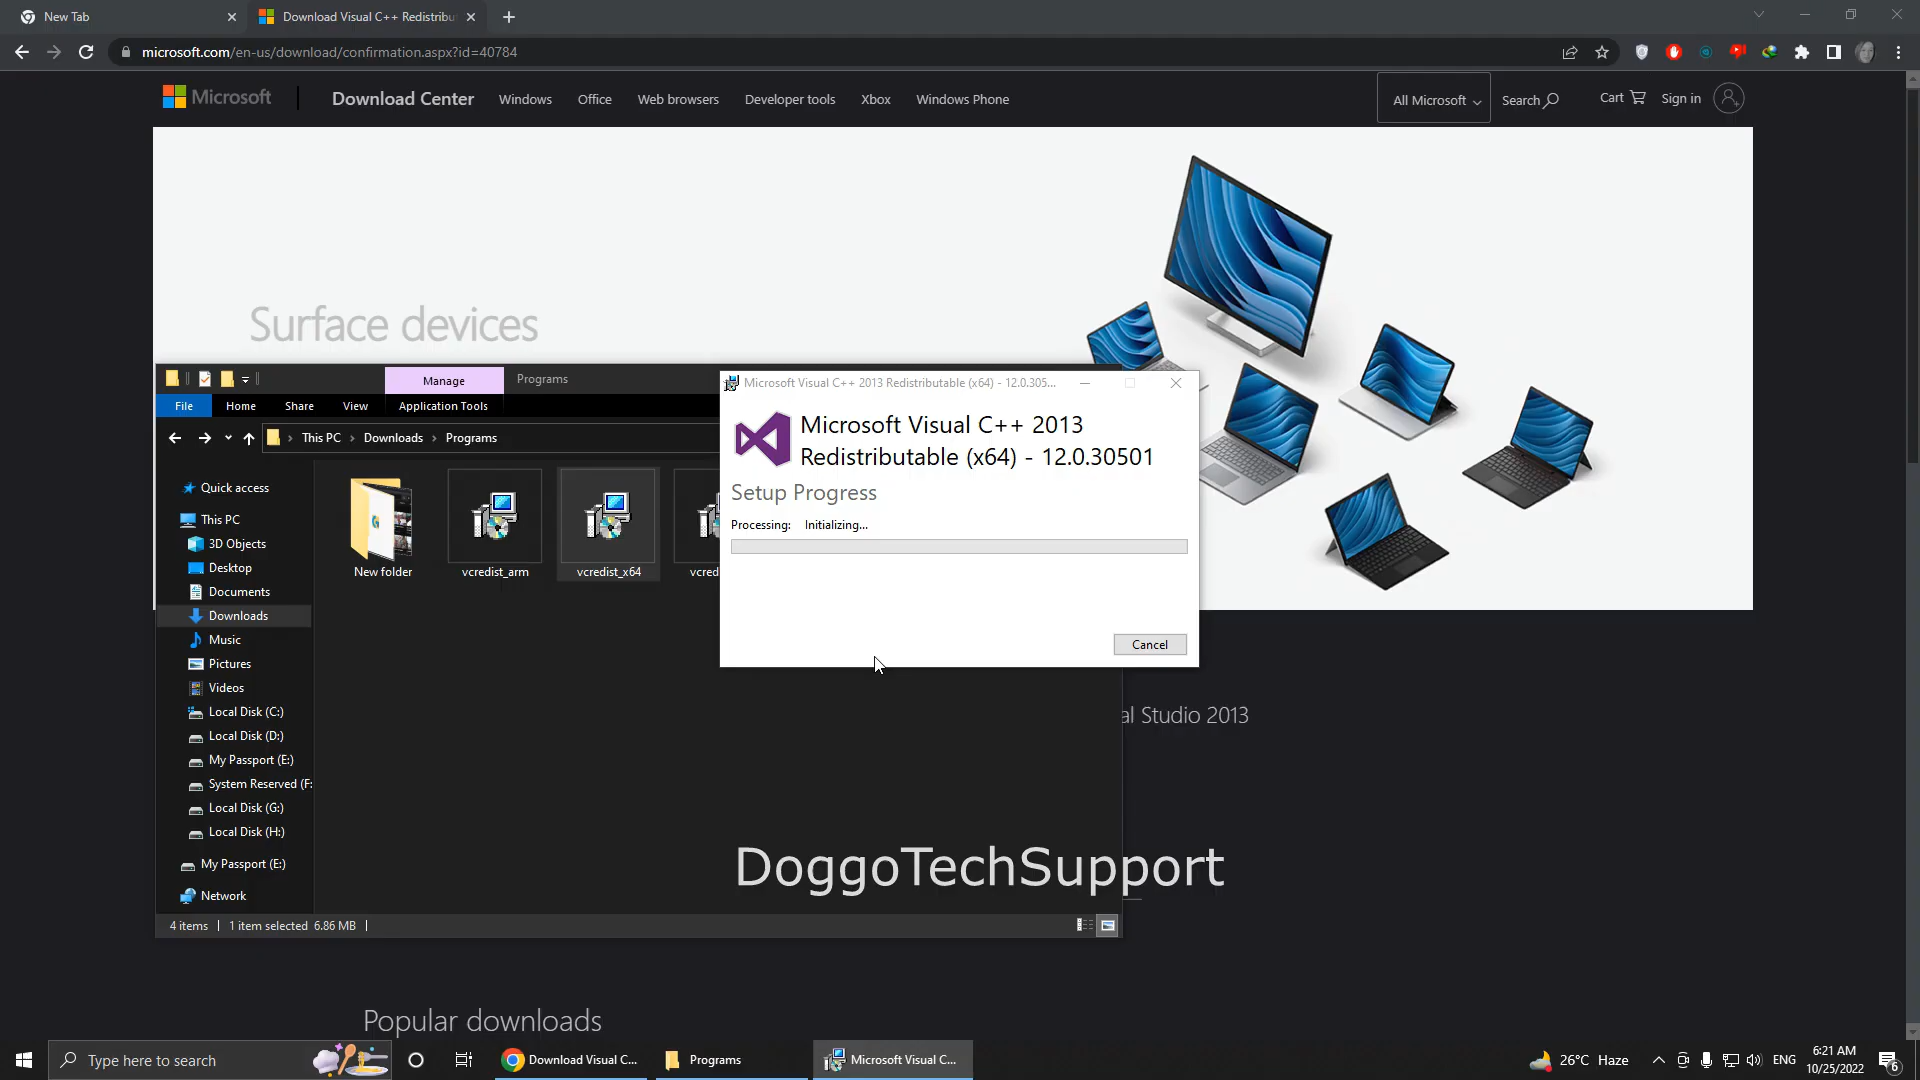 New Tab
Download Visual C++ Redistribu
microsoft.com/en-us/download/confirmation.aspx?id=40784
Microsoft
Download Center
Windows
Office
Web browsers
Developer tools
Xbox
Windows Phone
All Microsoft
Search
Cart
Sign in
Surface devices
Manage
Programs
File
Home
Share
View
Application Tools
This PC
Downloads
Programs
Quick access
This PC
3D Objects
Desktop
Documents
Downloads
Music
Pictures
Videos
Local Disk (C:)
Local Disk (D:)
My Passport (E:)
System Reserved (F:
Local Disk (G:)
Local Disk (H:)
My Passport (E:)
Network
New folder
vcredist_arm
vcredist_x64
vcred
4 items
1 item selected 6.86 MB
Microsoft Visual C++ 2013 Redistributable (x64) - 12.0.305...
Microsoft Visual C++ 2013
Redistributable (x64) - 12.0.30501
Setup Progress
Processing: Initializing...
Cancel
al Studio 2013
DoggoTechSupport
Popular downloads
Type here to search
Download Visual C...
Programs
Microsoft Visual C...
26°C Haze
ENG
6:21 AM
10/25/2022
6